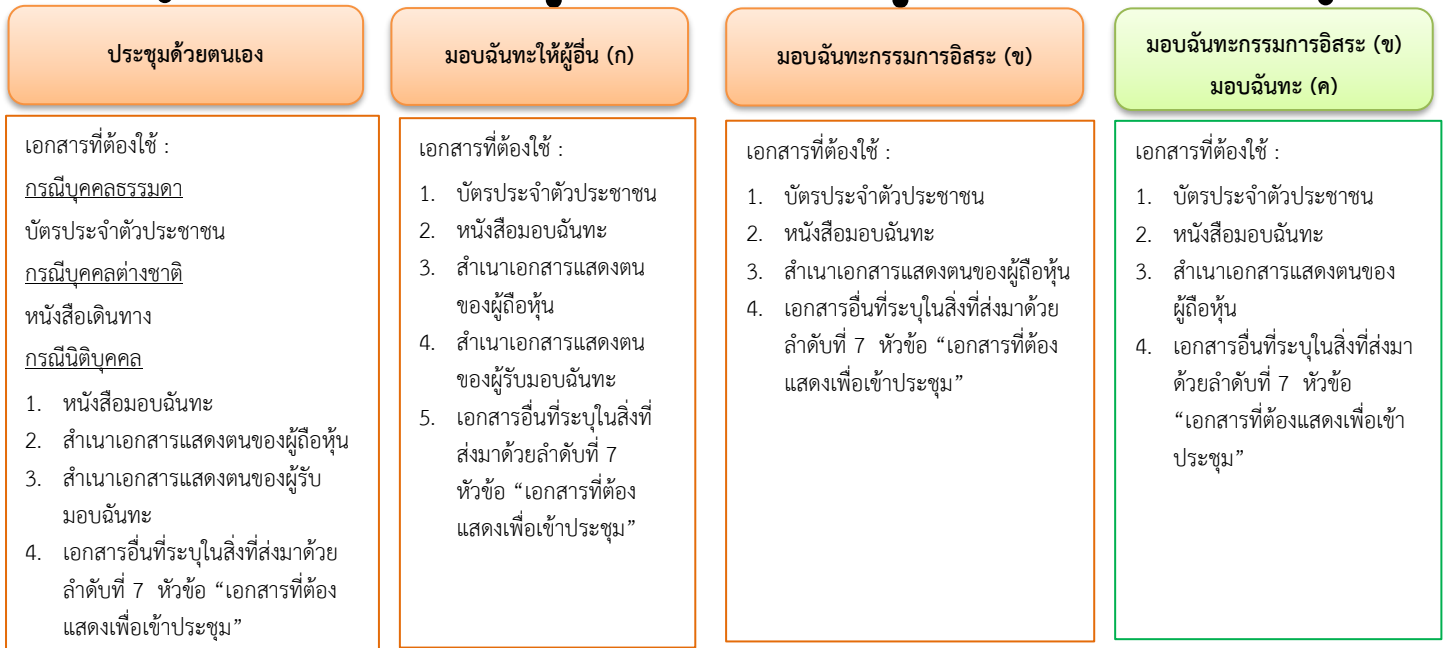 ประชุมด้วยตนเอง
เอกสารที่ต้องใช้ :
กรณีบุคคลธรรมดา
บัตรประจำตัวประชาชน
กรณีบุคคลต่างชาติ
หนังสือเดินทาง
กรณีนิติบุคคล
1. หนังสือมอบฉันทะ
2. สำเนาเอกสารแสดงตนของผู้ถือหุ้น
3. สำเนาเอกสารแสดงตนของผู้รับ
มอบฉันทะ
4. เอกสารอื่นที่ระบุในสิ่งที่ส่งมาด้วย
ลำดับที่ 7 หัวข้อ “เอกสารที่ต้อง
แสดงเพื่อเข้าประชุม”
มอบฉันทะให้ผู้อื่น (ก)
เอกสารที่ต้องใช้ :
1. บัตรประจำตัวประชาชน
2. หนังสือมอบฉันทะ
3. สำเนาเอกสารแสดงตน
ของผู้ถือหุ้น
4. สำเนาเอกสารแสดงตน
ของผู้รับมอบฉันทะ
5. เอกสารอื่นที่ระบุในสิ่งที่
ส่งมาด้วยลำดับที่ 7
หัวข้อ “เอกสารที่ต้อง
แสดงเพื่อเข้าประชุม”
มอบฉันทะกรรมการอิสระ (ข)
เอกสารที่ต้องใช้ :
1. บัตรประจำตัวประชาชน
2. หนังสือมอบฉันทะ
3. สำเนาเอกสารแสดงตนของผู้ถือหุ้น
4. เอกสารอื่นที่ระบุในสิ่งที่ส่งมาด้วย
ลำดับที่ 7 หัวข้อ “เอกสารที่ต้อง
แสดงเพื่อเข้าประชุม”
มอบฉันทะกรรมการอิสระ (ข)
มอบฉันทะ (ค)
เอกสารที่ต้องใช้ :
1. บัตรประจำตัวประชาชน
2. หนังสือมอบฉันทะ
3. สำเนาเอกสารแสดงตนของ
ผู้ถือหุ้น
4. เอกสารอื่นที่ระบุในสิ่งที่ส่งมา
ด้วยลำดับที่ 7 หัวข้อ
“เอกสารที่ต้องแสดงเพื่อเข้า
ประชุม”